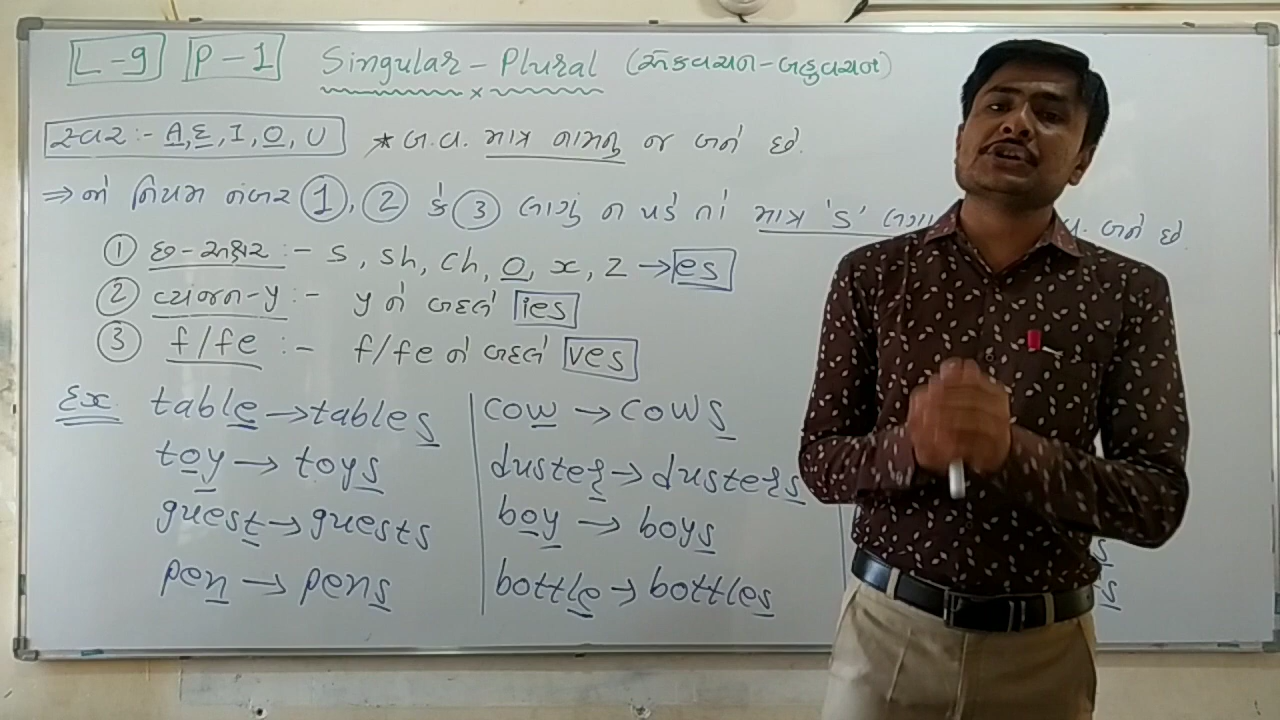 L-9 P-1 Singular-Plural (એકવચન-બહુવચન)
સ્વર :- A, E, I, O, U ★ બ.વ. માત્ર નામનું જ બને છે.
⇒ જો નિયમ નંબર 1, 2 કે 3 લાગુ ન પડે તો માત્ર 'S' બને છે.
① છ-અક્ષર :- s, sh, ch, o, x, z → es
② વ્યંજન-y :- y ને બદલે ies
③ f/fe :- f/fe ને બદલે ves
Ex. table → tables cow → cows
toy → toys duster → dusters
guest → guests boy → boys
pen → pens bottle → bottles